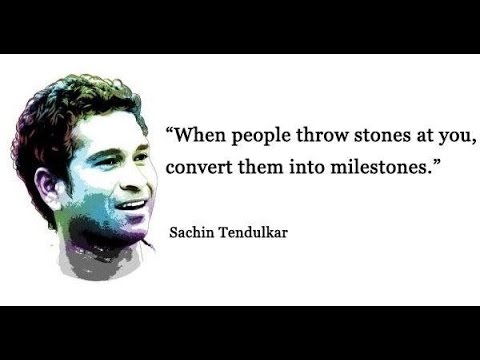 “When people throw stones at you,
convert them into milestones.”
Sachin Tendulkar